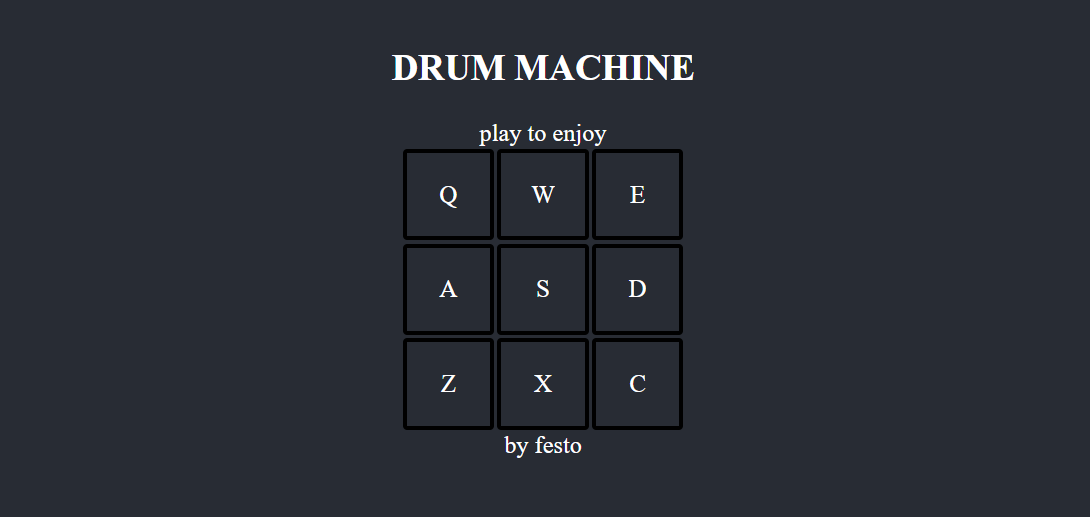 DRUM MACHINE
play to enjoy
Q W E
A S D
Z X C
by festo